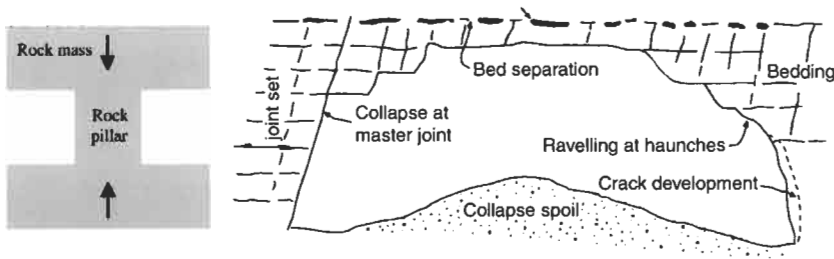 Rock mass
Rock
pillar
joint set
Bed separation
Bedding
Collapse at
master joint
Ravelling at haunches
Crack development
Collapse spoil